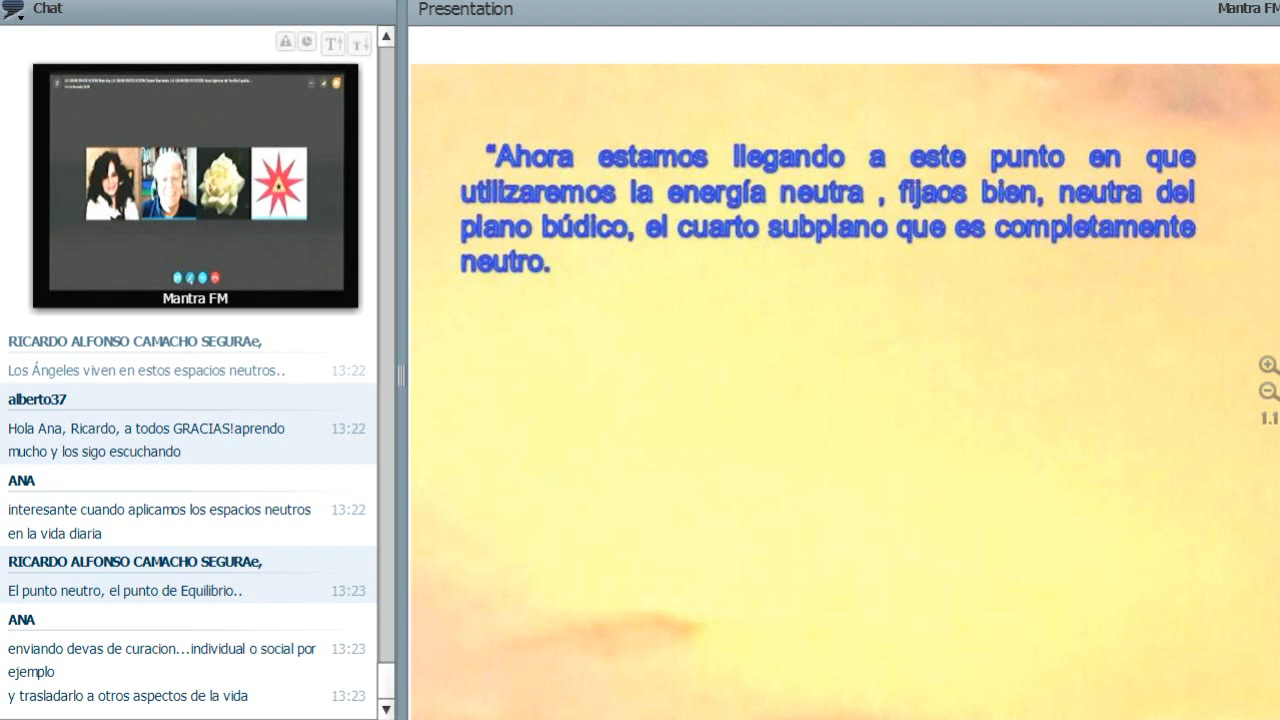 Chat
Presentation
Mantra FM
Mantra FM
RICARDO ALFONSO CAMACHO SEGURAe,
Los Ángeles viven en estos espacios neutros..
13:22
alberto37
Hola Ana, Ricardo, a todos GRACIAS!aprendo
13:22
mucho y los sigo escuchando
ANA
interesante cuando aplicamos los espacios neutros
13:22
en la vida diaria
RICARDO ALFONSO CAMACHO SEGURAe,
El punto neutro, el punto de Equilibrio..
13:23
ANA
enviando devas de curacion...individual o social por
13:23
ejemplo
y trasladarlo a otros aspectos de la vida
13:23
“Ahora estamos llegando a este punto en que
utilizaremos la energía neutra , fijaos bien, neutra del
plano búdico, el cuarto subplano que es completamente
neutro.
1.1